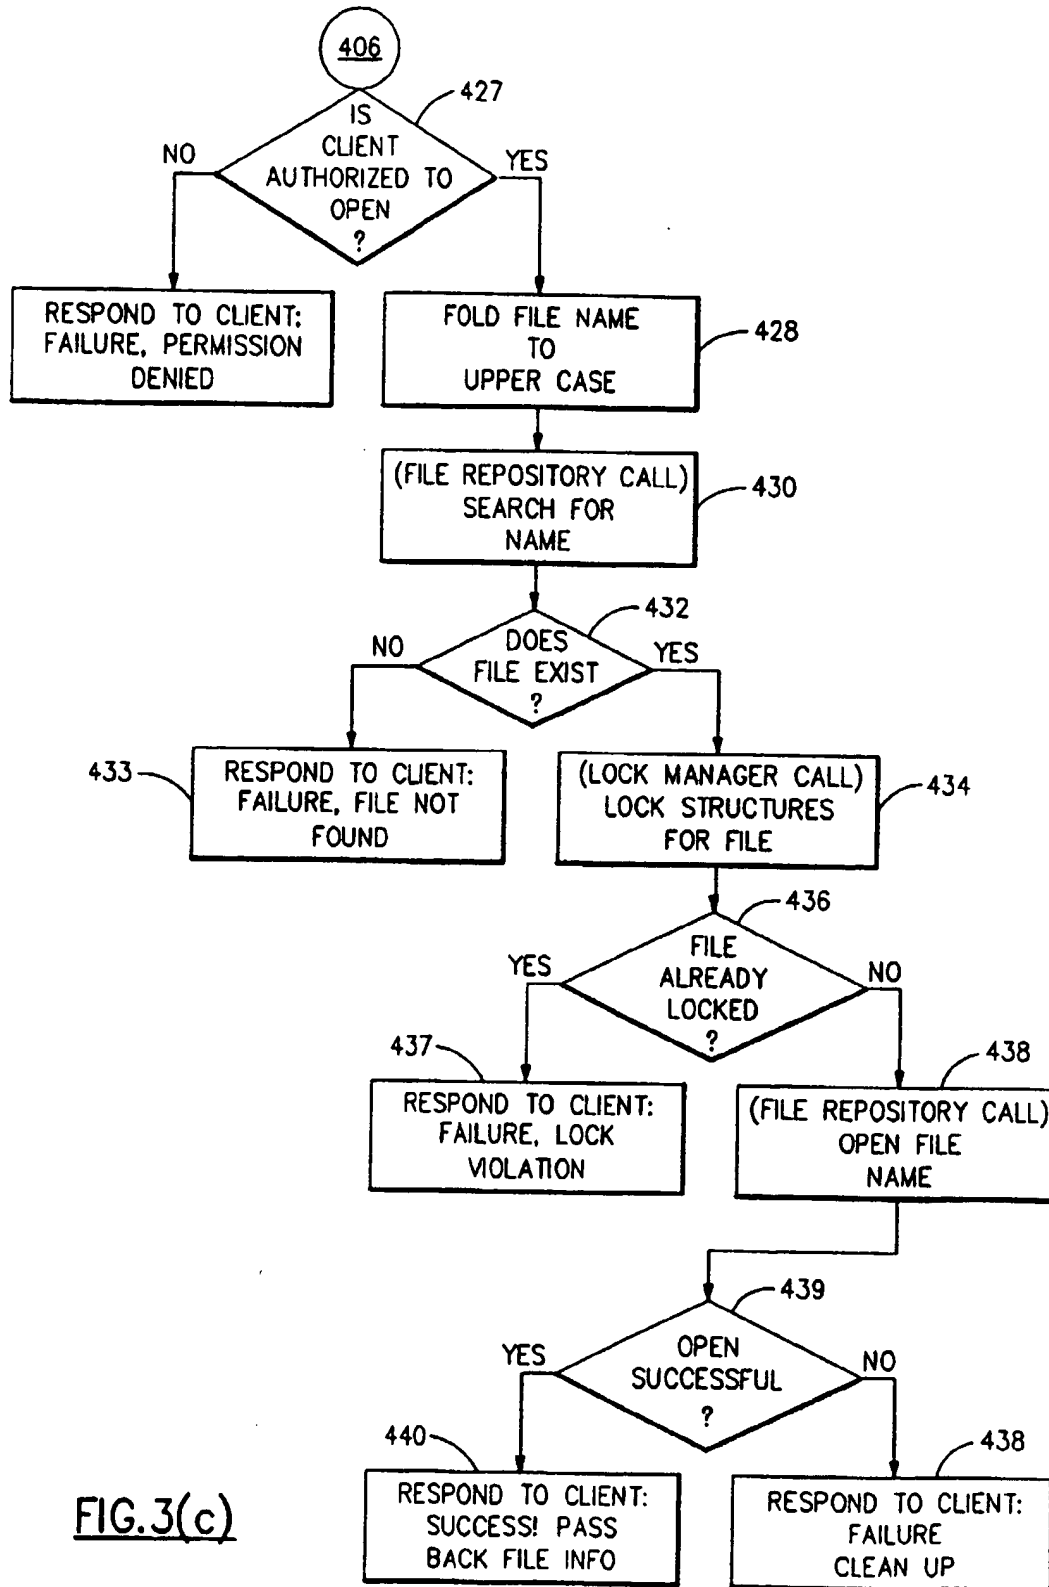 406
427
IS
CLIENT
AUTHORIZED TO
OPEN
?
NO
YES
RESPOND TO CLIENT:
FAILURE, PERMISSION
DENIED
FOLD FILE NAME
TO
UPPER CASE
428
(FILE REPOSITORY CALL)
SEARCH FOR
NAME
430
432
DOES
FILE EXIST
?
NO
YES
433
RESPOND TO CLIENT:
FAILURE, FILE NOT
FOUND
(LOCK MANAGER CALL)
LOCK STRUCTURES
FOR FILE
434
436
FILE
ALREADY
LOCKED
?
YES
NO
437
RESPOND TO CLIENT:
FAILURE, LOCK
VIOLATION
438
(FILE REPOSITORY CALL)
OPEN FILE
NAME
439
OPEN
SUCCESSFUL
?
YES
NO
440
RESPOND TO CLIENT:
SUCCESS! PASS
BACK FILE INFO
438
RESPOND TO CLIENT:
FAILURE
CLEAN UP
FIG.3(c)